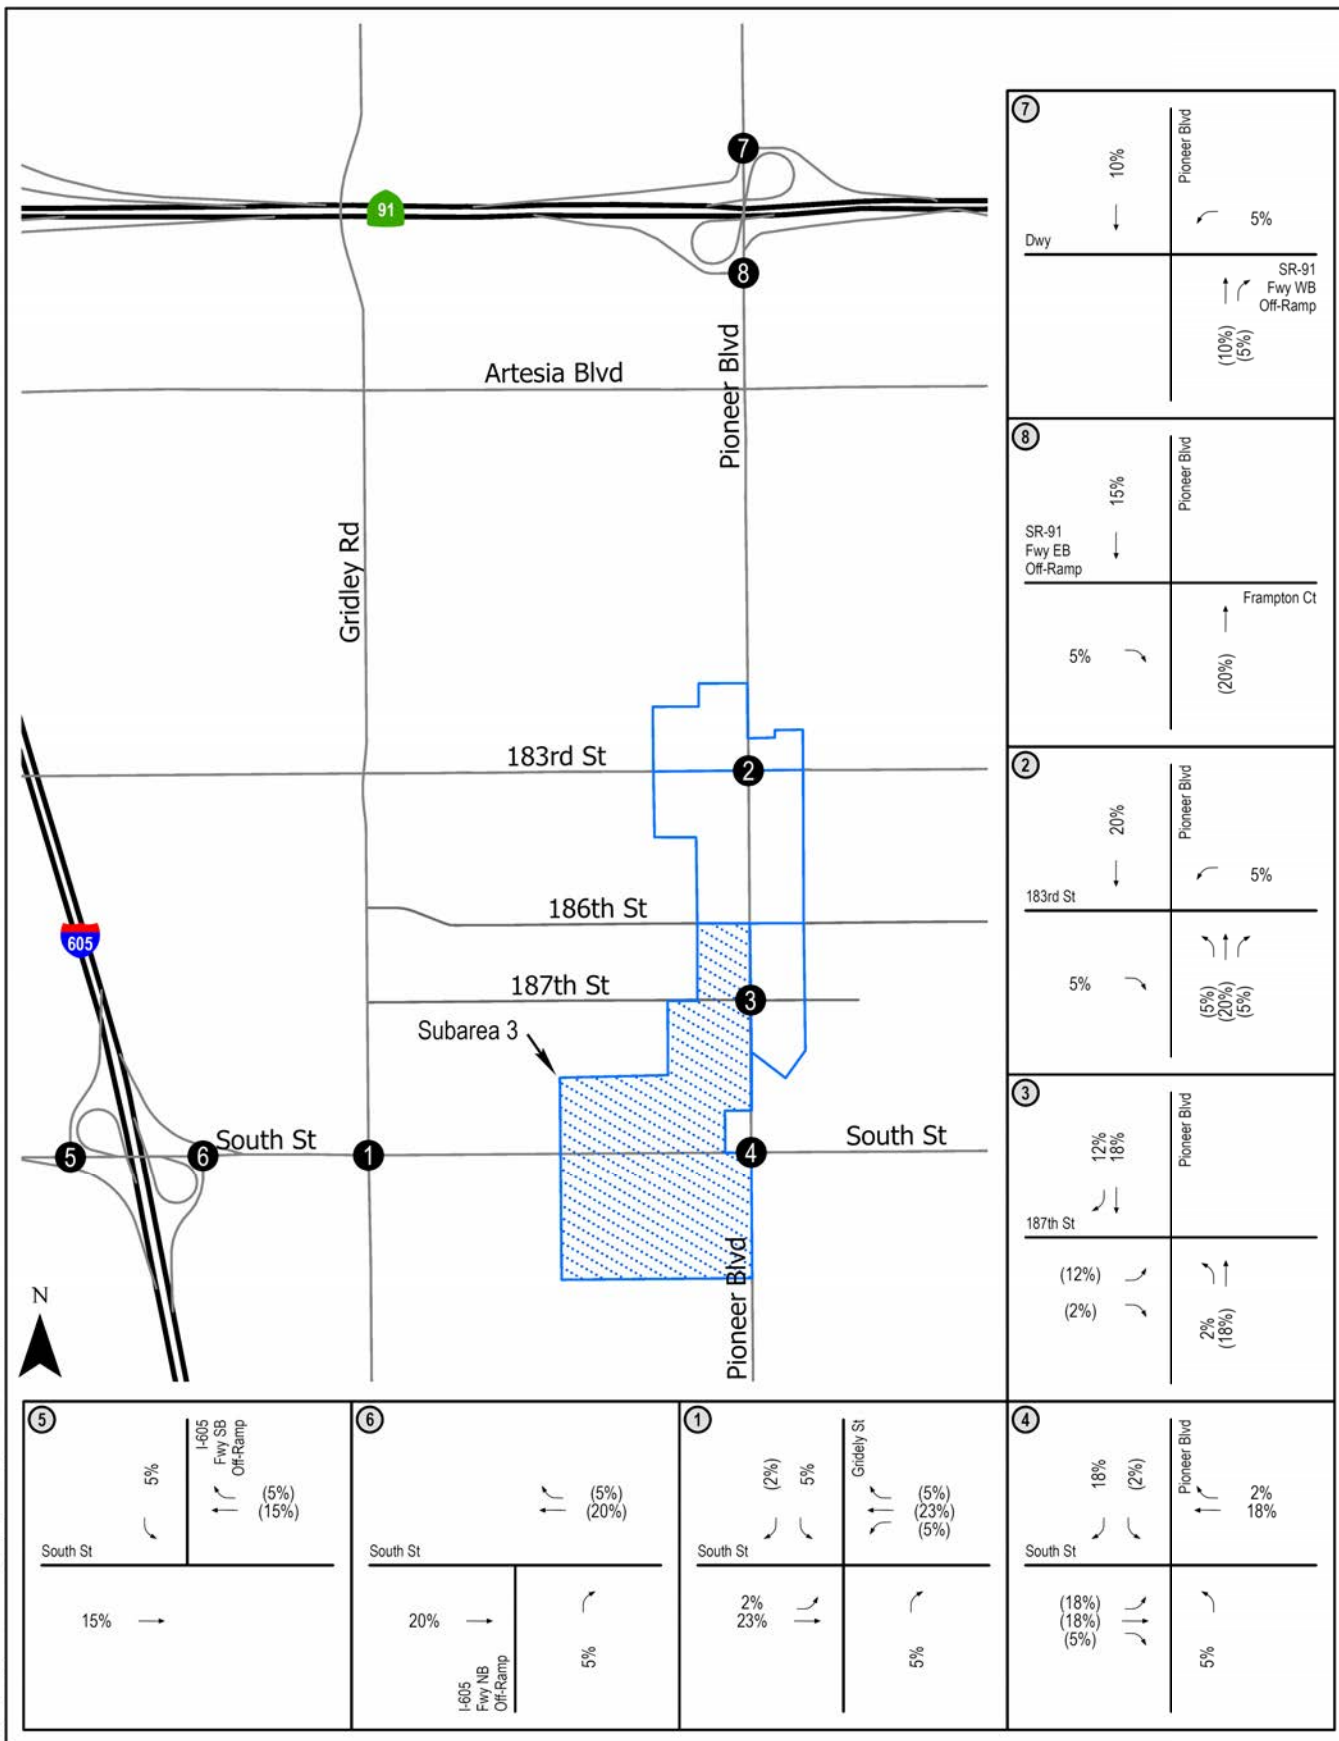 91
7
8
Artesia Blvd
Pioneer Blvd
Gridley Rd
183rd St
2
186th St
605
187th St
3
Subarea 3
South St
South St
5
6
1
4
Pioneer Blvd
N
7
10%
Pioneer Blvd
5%
Dwy
SR-91
Fwy WB
Off-Ramp
(10%)
(5%)
8
15%
Pioneer Blvd
SR-91
Fwy EB
Off-Ramp
Frampton Ct
5%
(20%)
2
20%
Pioneer Blvd
5%
183rd St
5%
(5%)
(20%)
(5%)
3
12%
18%
Pioneer Blvd
187th St
(12%)
(2%)
2%
(18%)
5
5%
I-605
Fwy SB
Off-Ramp
(5%)
(15%)
South St
15%
6
(5%)
(20%)
South St
20%
5%
I-605
Fwy NB
Off-Ramp
1
(2%)
5%
Gridely St
(5%)
(23%)
(5%)
South St
2%
23%
5%
4
18%
(2%)
Pioneer Blvd
2%
18%
South St
(18%)
(18%)
(5%)
5%